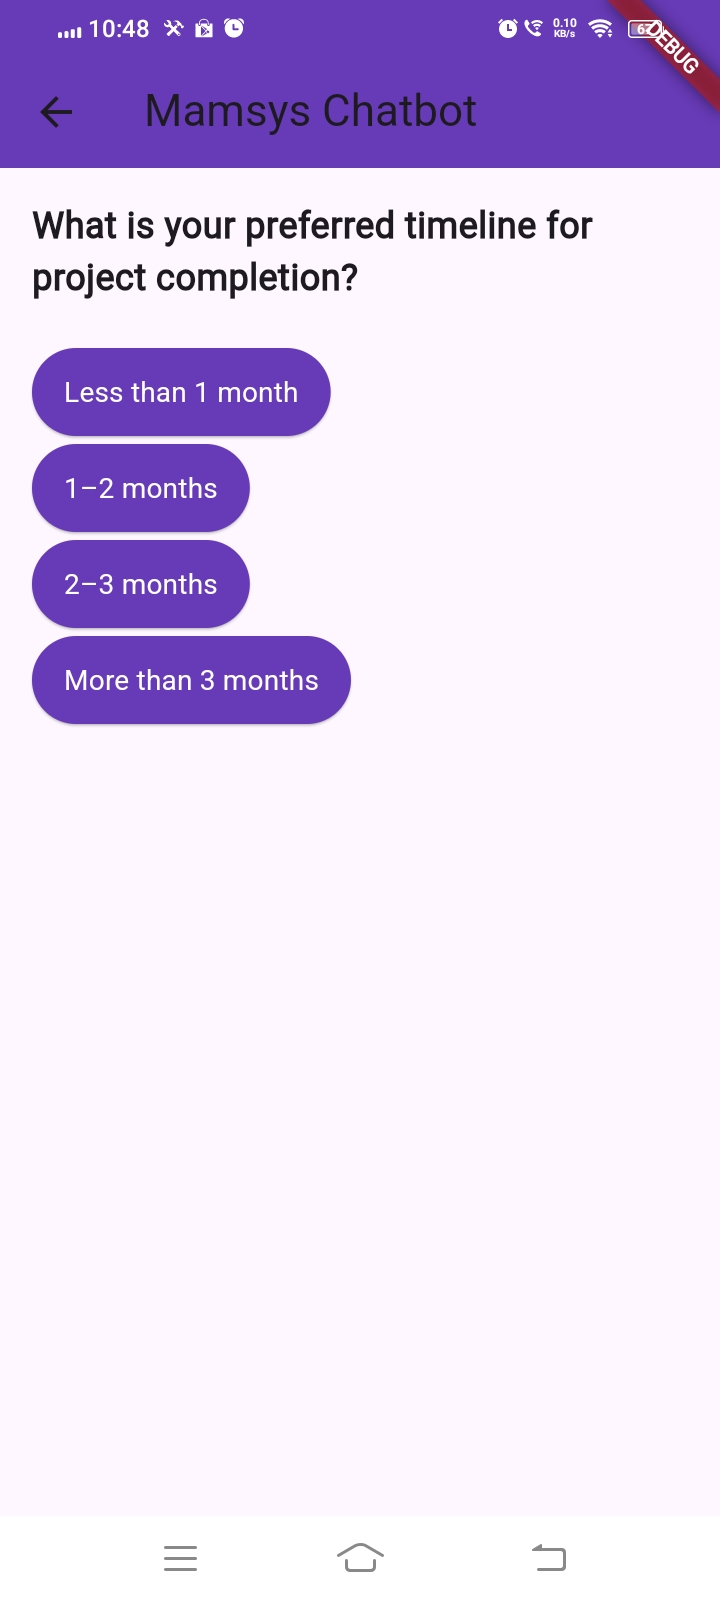 10:48
0.10
KB/s
DEBUG
Mamsys Chatbot
What is your preferred timeline for
project completion?
Less than 1 month
1–2 months
2–3 months
More than 3 months